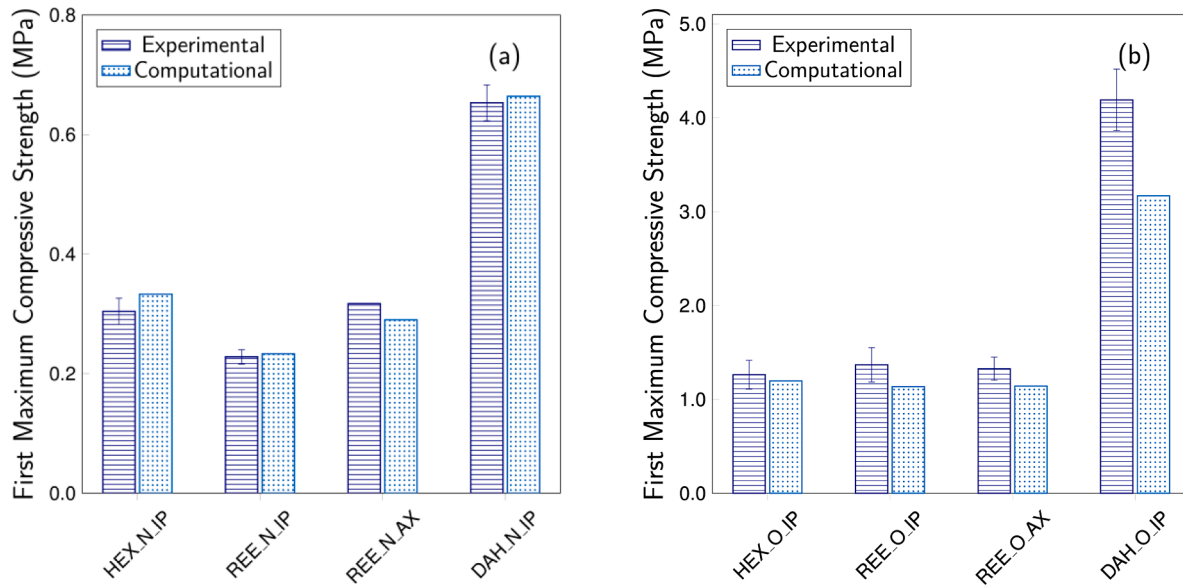 First Maximum Compressive Strength (MPa)
0.8
0.6
0.4
0.2
0.0
Experimental
Computational
(a)
HEX_N_IP
REE_N_IP
REE_N_AX
DAH_N_IP
First Maximum Compressive Strength (MPa)
5.0
4.0
3.0
2.0
1.0
0.0
Experimental
Computational
(b)
HEX_O_IP
REE_O_IP
REE_O_AX
DAH_O_IP